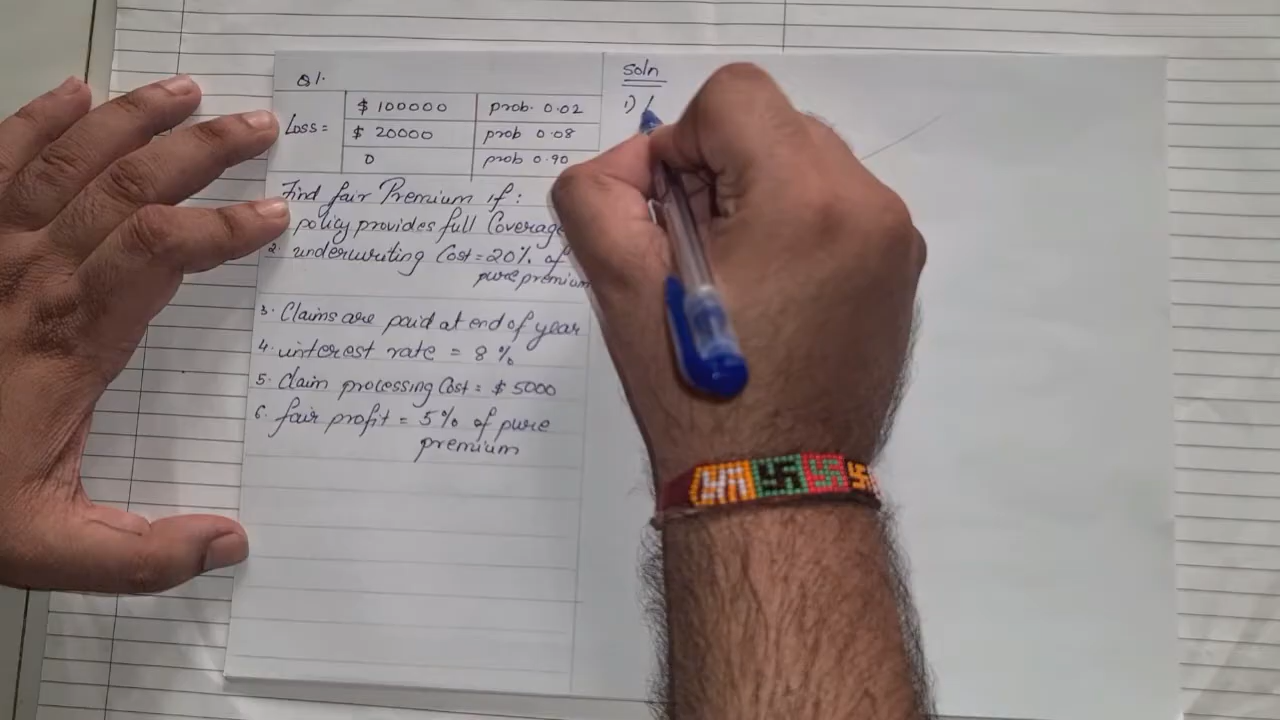 Q1.
Loss =
$ 100000 prob. 0.02
$ 20000 prob 0.08
0 prob 0.90
Find fair Premium if:
policy provides full Coverage
2. underwriting Cost = 20% of
pure premium
3. Claims are paid at end of year
4. interest rate = 8%
5. Claim processing Cost = $ 5000
6. fair profit = 5% of pure
premium
Soln
1)